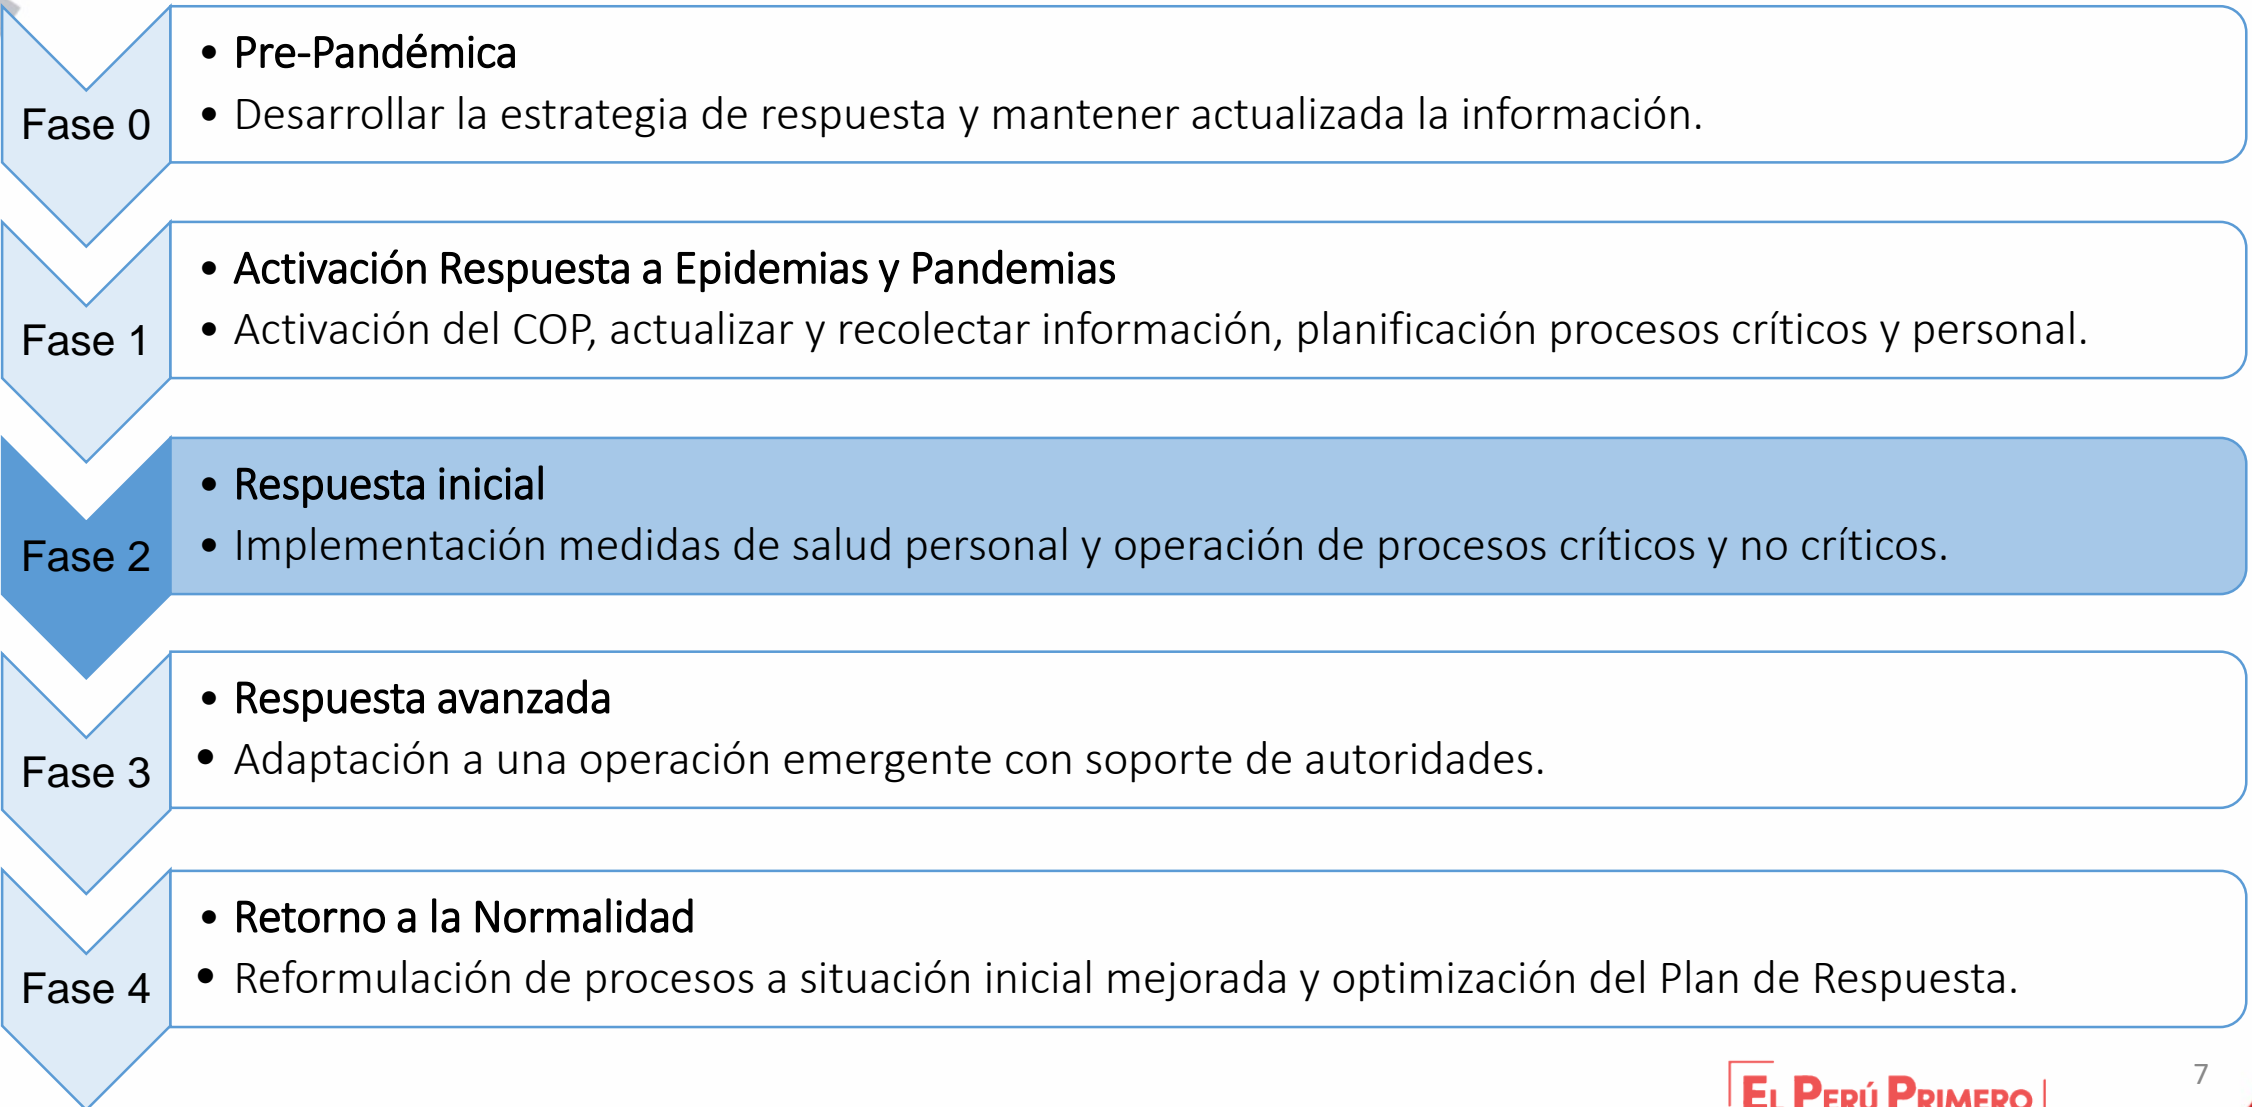 Fase 0
• Pre-Pandémica
• Desarrollar la estrategia de respuesta y mantener actualizada la información.
Fase 1
• Activación Respuesta a Epidemias y Pandemias
• Activación del COP, actualizar y recolectar información, planificación procesos críticos y personal.
Fase 2
• Respuesta inicial
• Implementación medidas de salud personal y operación de procesos críticos y no críticos.
Fase 3
• Respuesta avanzada
• Adaptación a una operación emergente con soporte de autoridades.
Fase 4
• Retorno a la Normalidad
• Reformulación de procesos a situación inicial mejorada y optimización del Plan de Respuesta.
EL PERÚ PRIMERO
7